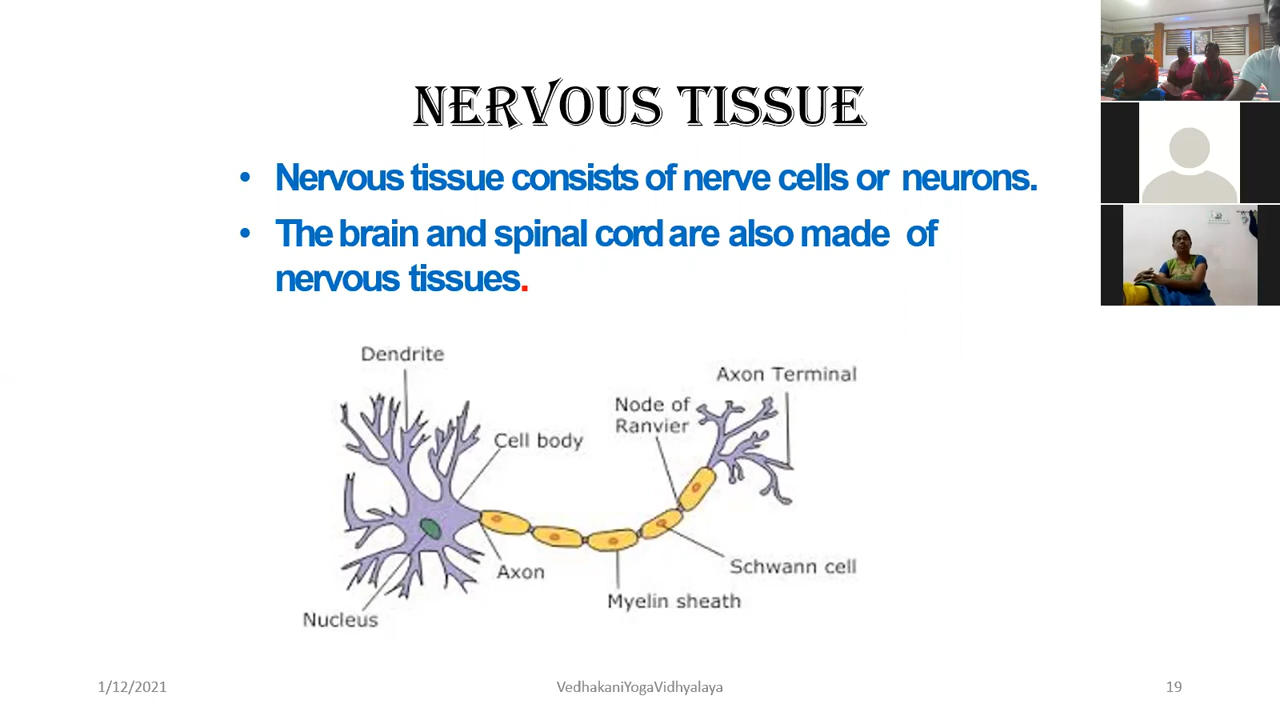 NERVOUS TISSUE
• Nervous tissue consists of nerve cells or neurons.
• The brain and spinal cord are also made of
nervous tissues.
Dendrite
Axon Terminal
Node of
Ranvier
Cell body
Schwann cell
Axon
Myelin sheath
Nucleus
1/12/2021
VedhakaniYogaVidhyalaya
19